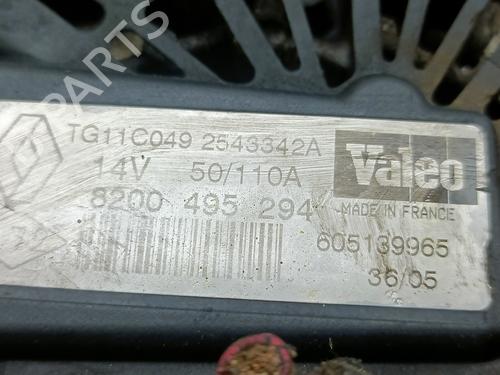 PARTS
TG11C049 2543342A
14V 50/110A
8200 495 294
Valeo
MADE IN FRANCE
605139965
36/05